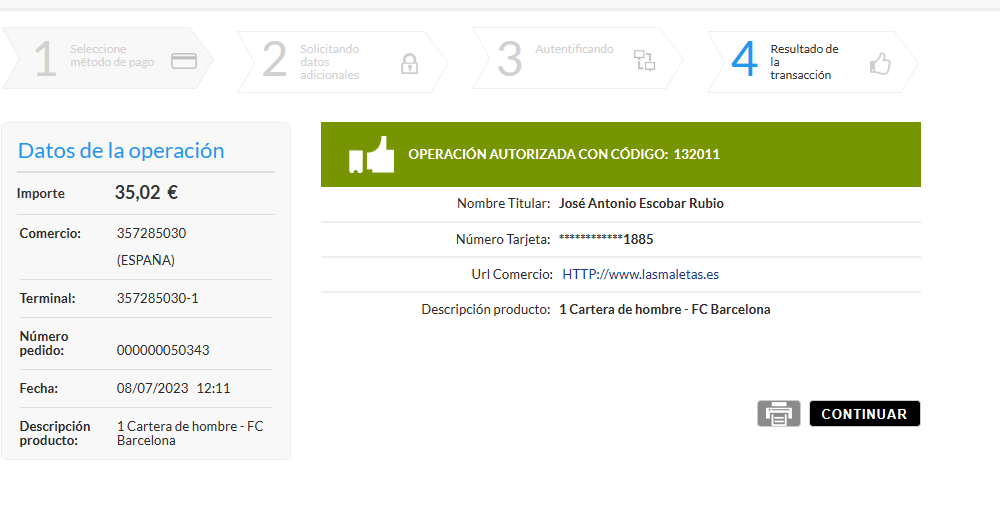 1 Seleccione
método de pago
2 Solicitando
datos
adicionales
3 Autentificando
4 Resultado de
la
transacción
Datos de la operación
Importe 35,02 €
Comercio: 357285030
(ESPAÑA)
Terminal: 357285030-1
Número
pedido: 000000050343
Fecha: 08/07/2023 12:11
Descripción 1 Cartera de hombre - FC
producto: Barcelona
OPERACIÓN AUTORIZADA CON CÓDIGO: 132011
Nombre Titular: José Antonio Escobar Rubio
Número Tarjeta: ************1885
Url Comercio: HTTP://www.lasmaletas.es
Descripción producto: 1 Cartera de hombre - FC Barcelona
CONTINUAR